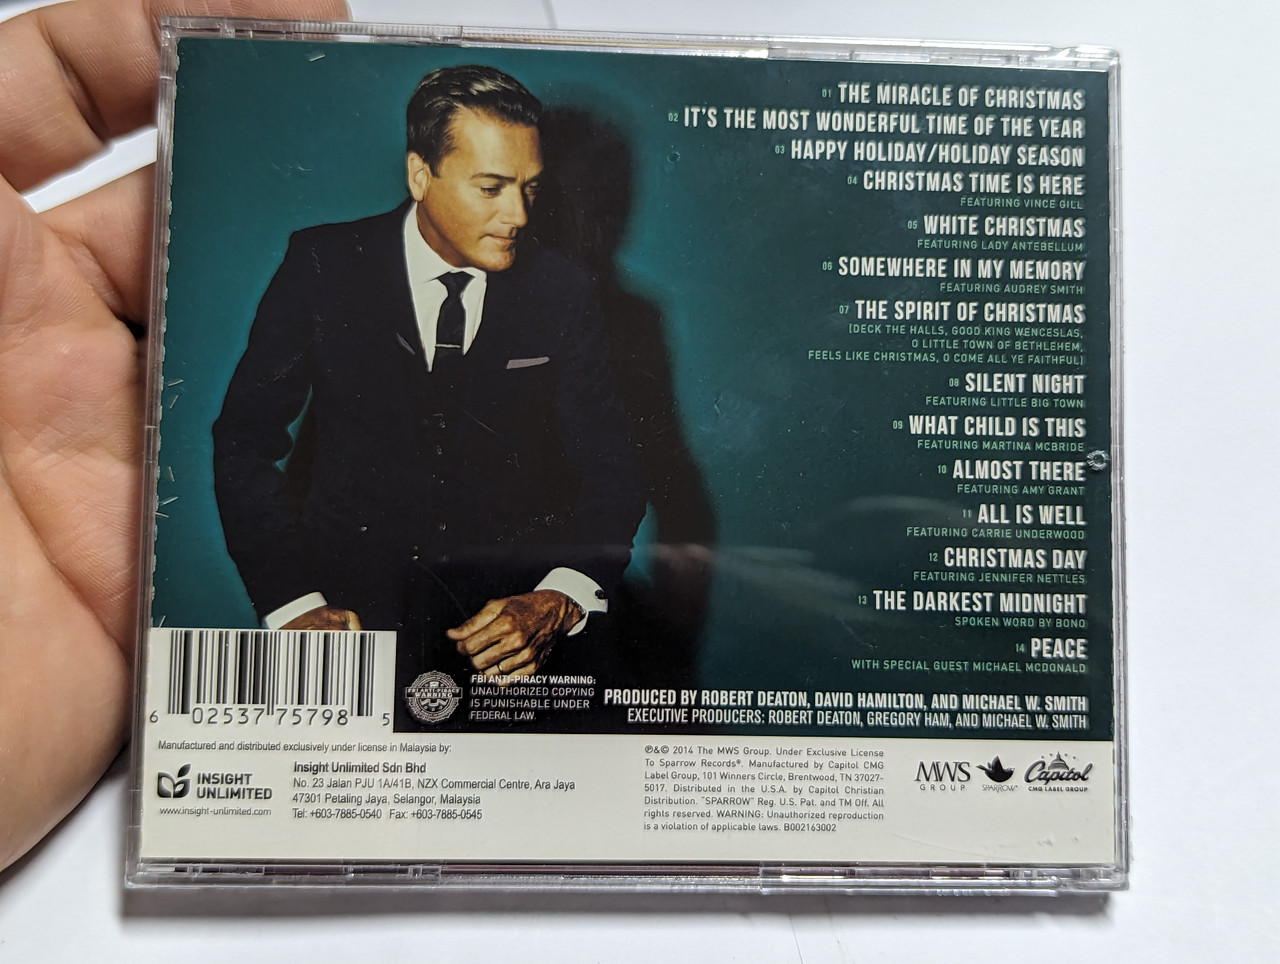 01 THE MIRACLE OF CHRISTMAS
02 IT'S THE MOST WONDERFUL TIME OF THE YEAR
03 HAPPY HOLIDAY/HOLIDAY SEASON
04 CHRISTMAS TIME IS HERE
FEATURING VINCE GILL
05 WHITE CHRISTMAS
FEATURING LADY ANTEBELLUM
06 SOMEWHERE IN MY MEMORY
FEATURING AUDREY SMITH
07 THE SPIRIT OF CHRISTMAS
(DECK THE HALLS, GOOD KING WENCESLAS,
O LITTLE TOWN OF BETHLEHEM,
FEELS LIKE CHRISTMAS, O COME ALL YE FAITHFUL)
08 SILENT NIGHT
FEATURING LITTLE BIG TOWN
09 WHAT CHILD IS THIS
FEATURING MARTINA MCBRIDE
10 ALMOST THERE
FEATURING AMY GRANT
11 ALL IS WELL
FEATURING CARRIE UNDERWOOD
12 CHRISTMAS DAY
FEATURING JENNIFER NETTLES
13 THE DARKEST MIDNIGHT
SPOKEN WORD BY BONO
14 PEACE
WITH SPECIAL GUEST MICHAEL MCDONALD
PRODUCED BY ROBERT DEATON, DAVID HAMILTON, AND MICHAEL W. SMITH
EXECUTIVE PRODUCERS: ROBERT DEATON, GREGORY HAM, AND MICHAEL W. SMITH
FBI ANTI-PIRACY
WARNING
FBI ANTI-PIRACY WARNING:
UNAUTHORIZED COPYING
IS PUNISHABLE UNDER
FEDERAL LAW.
6 02537 75798 5
Manufactured and distributed exclusively under license in Malaysia by:
INSIGHT
UNLIMITED
www.insight-unlimited.com
Insight Unlimited Sdn Bhd
No. 23 Jalan PJU 1A/41B, NZX Commercial Centre, Ara Jaya
47301 Petaling Jaya, Selangor, Malaysia
Tel: +603-7885-0540 Fax: +603-7885-0545
℗&© 2014 The MWS Group. Under Exclusive License
To Sparrow Records®. Manufactured by Capitol CMG
Label Group, 101 Winners Circle, Brentwood, TN 37027-
5017. Distributed in the U.S.A. by Capitol Christian
Distribution. "SPARROW" Reg. U.S. Pat. and TM Off. All
rights reserved. WARNING: Unauthorized reproduction
is a violation of applicable laws. B002163002
MWS
GROUP
SPARROW
Capitol
CMG LABEL GROUP